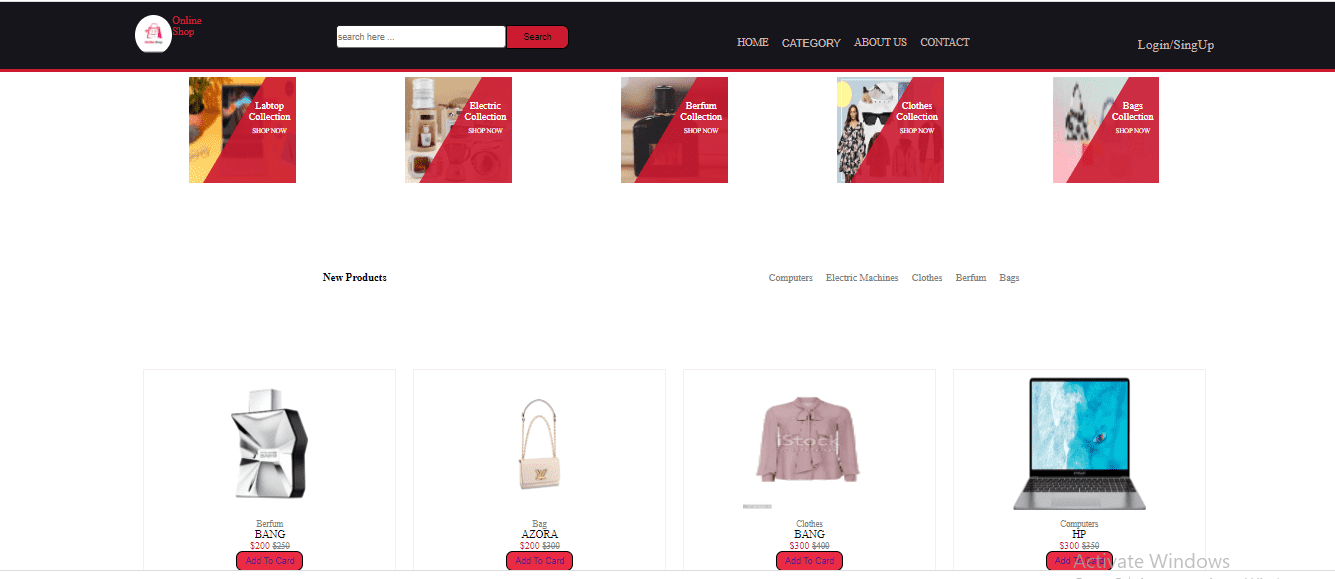 Online
Shop
search here ...
Search
HOME CATEGORY ABOUT US CONTACT
Login/SingUp
Labtop
Collection
SHOP NOW
Electric
Collection
SHOP NOW
Berfum
Collection
SHOP NOW
Clothes
Collection
SHOP NOW
Bags
Collection
SHOP NOW
New Products
Computers Electric Machines Clothes Berfum Bags
iStock
Berfum
BANG
$200 $250
Add To Card
Bag
AZORA
$200 $300
Add To Card
Clothes
BANG
$300 $400
Add To Card
Computers
HP
$300 $350
Add To Card
Activate Windows